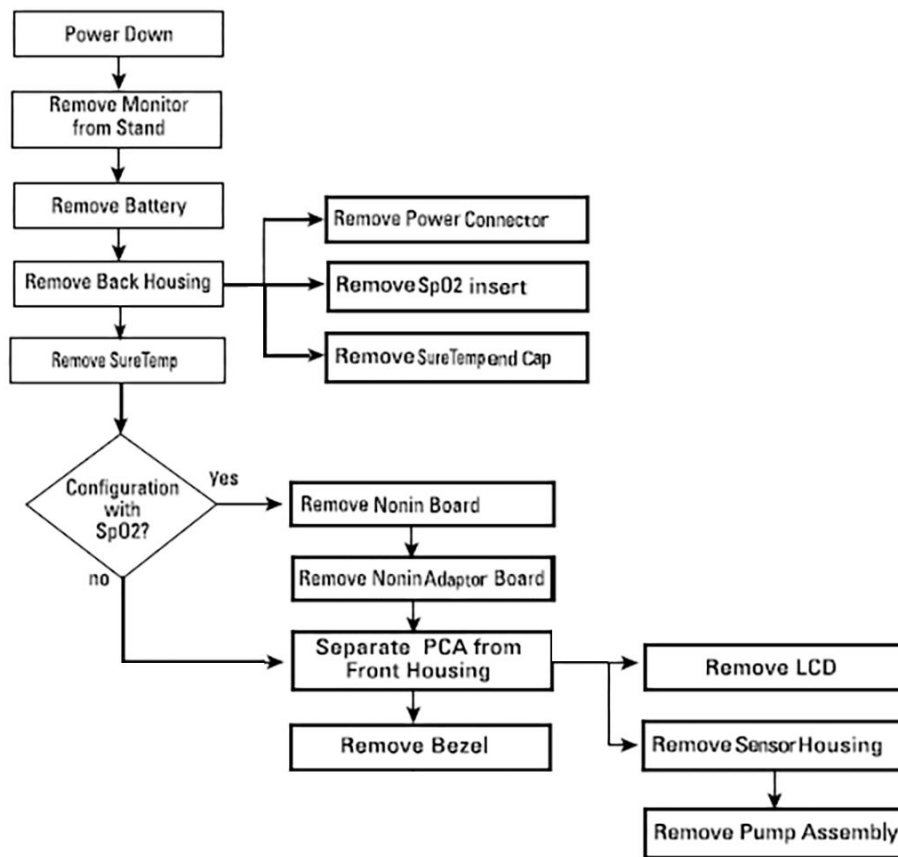 Power Down
Remove Monitor
from Stand
Remove Battery
Remove Power Connector
Remove Back Housing
Remove SpO2 insert
Remove SureTemp
Remove SureTemp end Cap
Configuration
with
SpO2?
yes
no
Remove Nonin Board
Remove Nonin Adaptor Board
Separate PCA from
Front Housing
Remove LCD
Remove Bezel
Remove Sensor Housing
Remove Pump Assembly